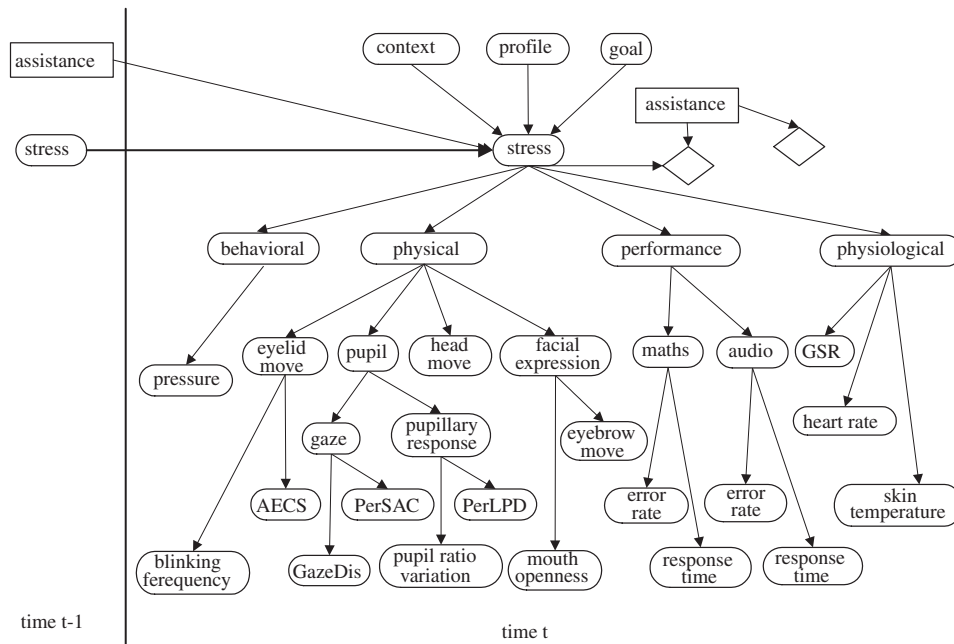 context
profile
goal
assistance
assistance
stress
stress
behavioral
physical
performance
physiological
eyelid
move
pupil
head
move
facial
expression
maths
audio
GSR
pressure
gaze
pupillary
response
eyebrow
move
heart rate
AECS
PerSAC
PerLPD
error
rate
error
rate
skin
temperature
blinking
ferequency
GazeDis
pupil ratio
variation
mouth
openness
response
time
response
time
time t-1
time t